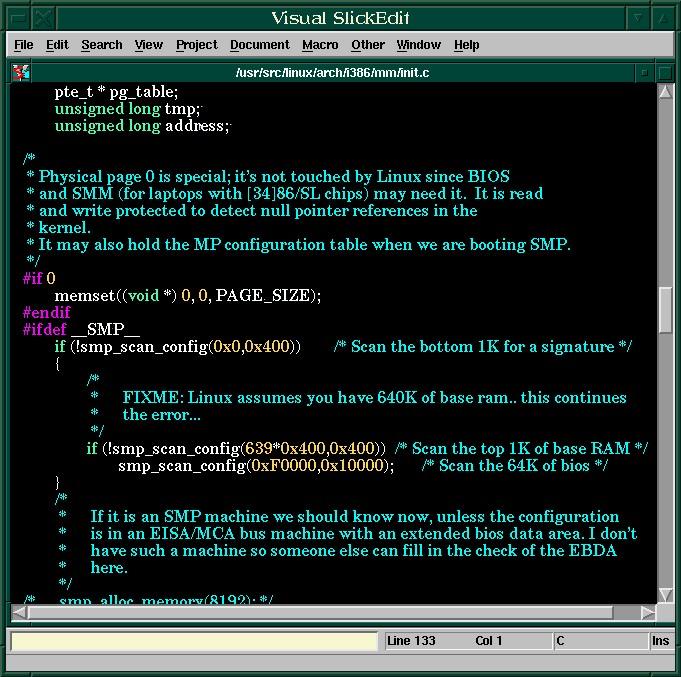 Visual SlickEdit
File Edit Search View Project Document Macro Other Window Help
/usr/src/linux/arch/i386/mm/init.c
pte_t * pg_table;
unsigned long tmp;
unsigned long address;
/*
* Physical page 0 is special; it's not touched by Linux since BIOS
* and SMM (for laptops with [34]86/SL chips) may need it.  It is read
* and write protected to detect null pointer references in the
* kernel.
* It may also hold the MP configuration table when we are booting SMP.
*/
#if 0
memset((void *) 0, 0, PAGE_SIZE);
#endif
#ifdef __SMP__
if (!smp_scan_config(0x0,0x400))	/* Scan the bottom 1K for a signature */
{
/*
*	FIXME: Linux assumes you have 640K of base ram.. this continues
*	the error...
*/
if (!smp_scan_config(639*0x400,0x400))	/* Scan the top 1K of base RAM */
smp_scan_config(0xF0000,0x10000);	/* Scan the 64K of bios */
}
/*
*	If it is an SMP machine we should know now, unless the configuration
*	is in an EISA/MCA bus machine with an extended bios data area. I don't
*	have such a machine so someone else can fill in the check of the EBDA
*	here.
*/
/*	smp_alloc_memory(8192); */
Line 133 Col 1 C Ins